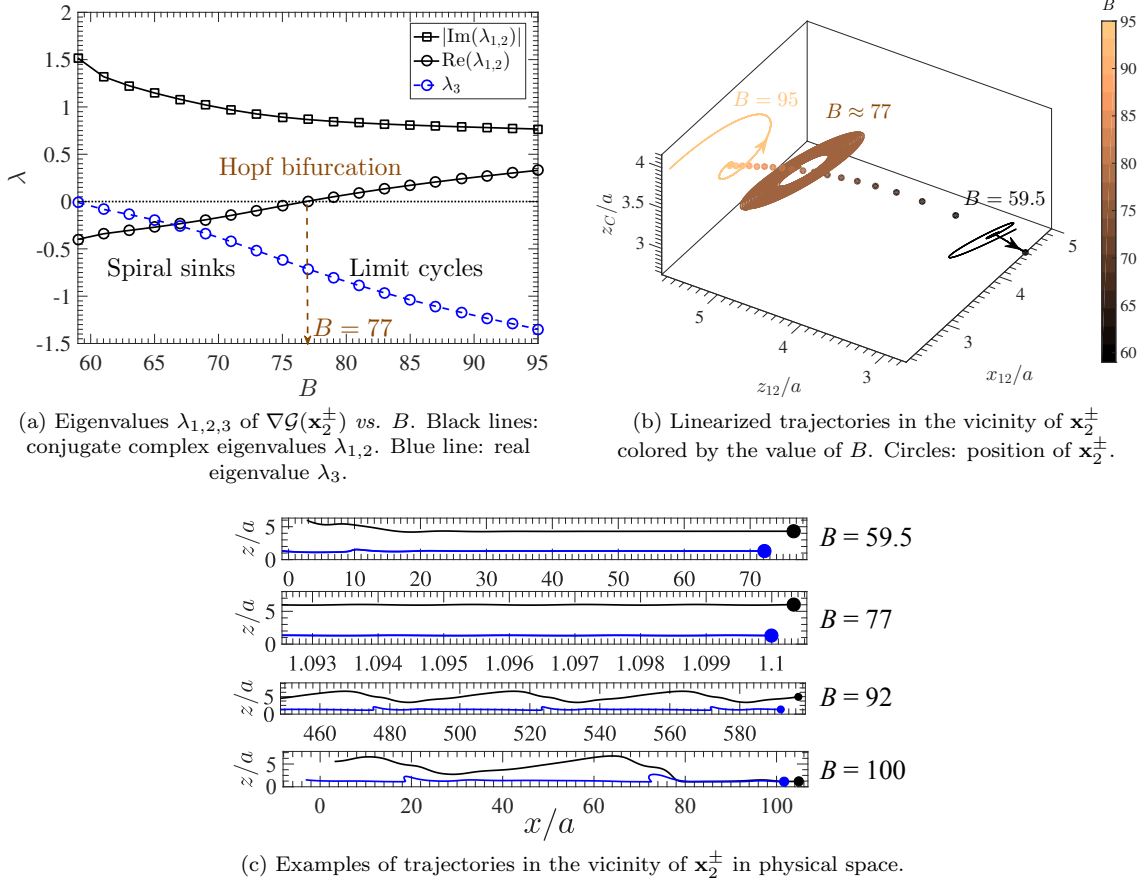 2
1.5
1
0.5
0
-0.5
-1
-1.5
λ
|Im(λ1,2)|
Re(λ1,2)
λ3
Hopf bifurcation
Spiral sinks
Limit cycles
B = 77
60 65 70 75 80 85 90 95
B
B
95
90
85
80
75
70
65
60
B = 95
B ≈ 77
B = 59.5
4
3.5
3
zC/a
5
4
3
z12/a
3
4
5
x12/a
(a) Eigenvalues λ1,2,3 of ∇𝒢(x2±) vs. B. Black lines:
conjugate complex eigenvalues λ1,2. Blue line: real
eigenvalue λ3.
(b) Linearized trajectories in the vicinity of x2±
colored by the value of B. Circles: position of x2±.
z/a
5
0
B = 59.5
0 10 20 30 40 50 60 70
z/a
5
0
B = 77
1.093 1.094 1.095 1.096 1.097 1.098 1.099 1.1
z/a
5
0
B = 92
460 480 500 520 540 560 580
z/a
5
0
B = 100
0 20 40 60 80 100
x/a
(c) Examples of trajectories in the vicinity of x2± in physical space.